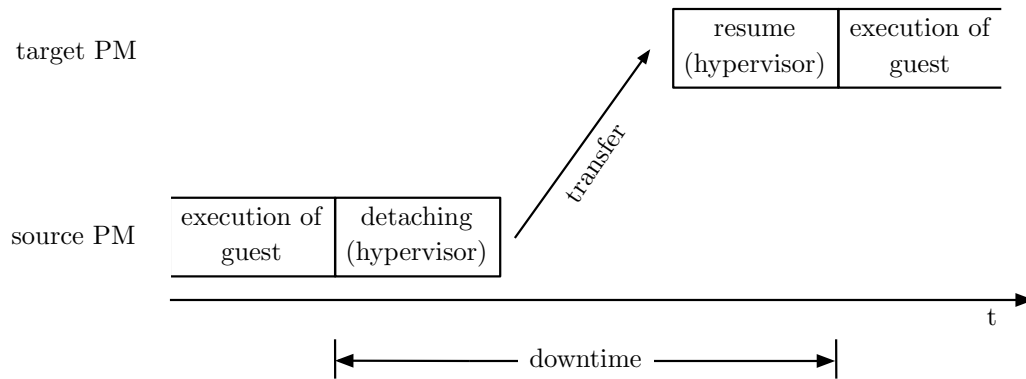 target PM
resume
(hypervisor)
execution of
guest
transfer
source PM
execution of
guest
detaching
(hypervisor)
t
downtime